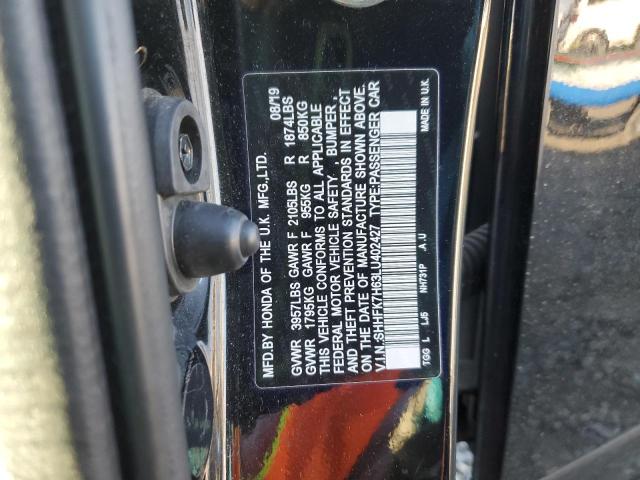 MFD.BY HONDA OF THE U.K. MFG.,LTD. 08/19
GVWR 3957LBS GAWR F 2105LBS R 1874LBS
GVWR 1795KG GAWR F 955KG R 850KG
THIS VEHICLE CONFORMS TO ALL APPLICABLE
FEDERAL MOTOR VEHICLE SAFETY, BUMPER,
AND THEFT PREVENTION STANDARDS IN EFFECT
ON THE DATE OF MANUFACTURE SHOWN ABOVE.
V.I.N.:SHHFK7H63LU402427 TYPE:PASSENGER CAR
TGG L LJ5 NH731P .A.U MADE IN U.K.